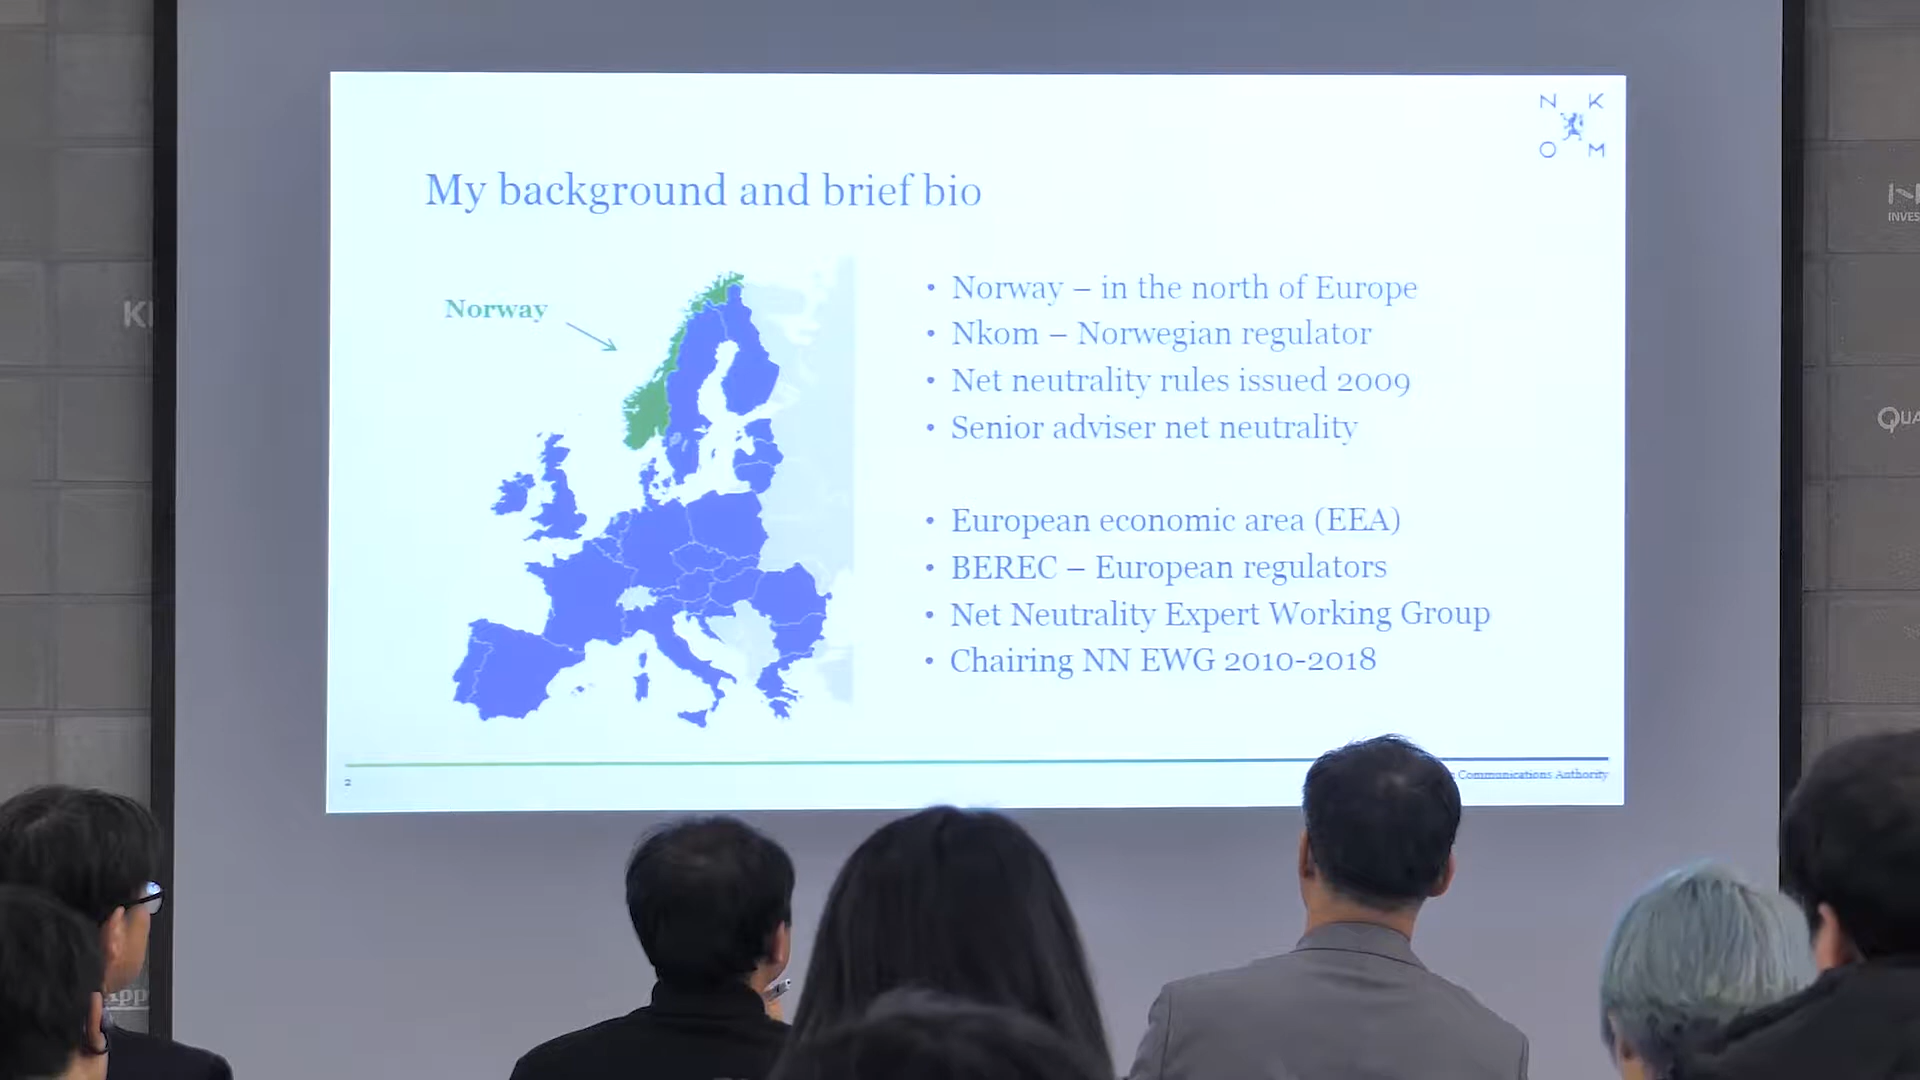 N K
O M
My background and brief bio
Norway
• Norway – in the north of Europe
• Nkom – Norwegian regulator
• Net neutrality rules issued 2009
• Senior adviser net neutrality
• European economic area (EEA)
• BEREC – European regulators
• Net Neutrality Expert Working Group
• Chairing NN EWG 2010-2018
2
Communications Authority